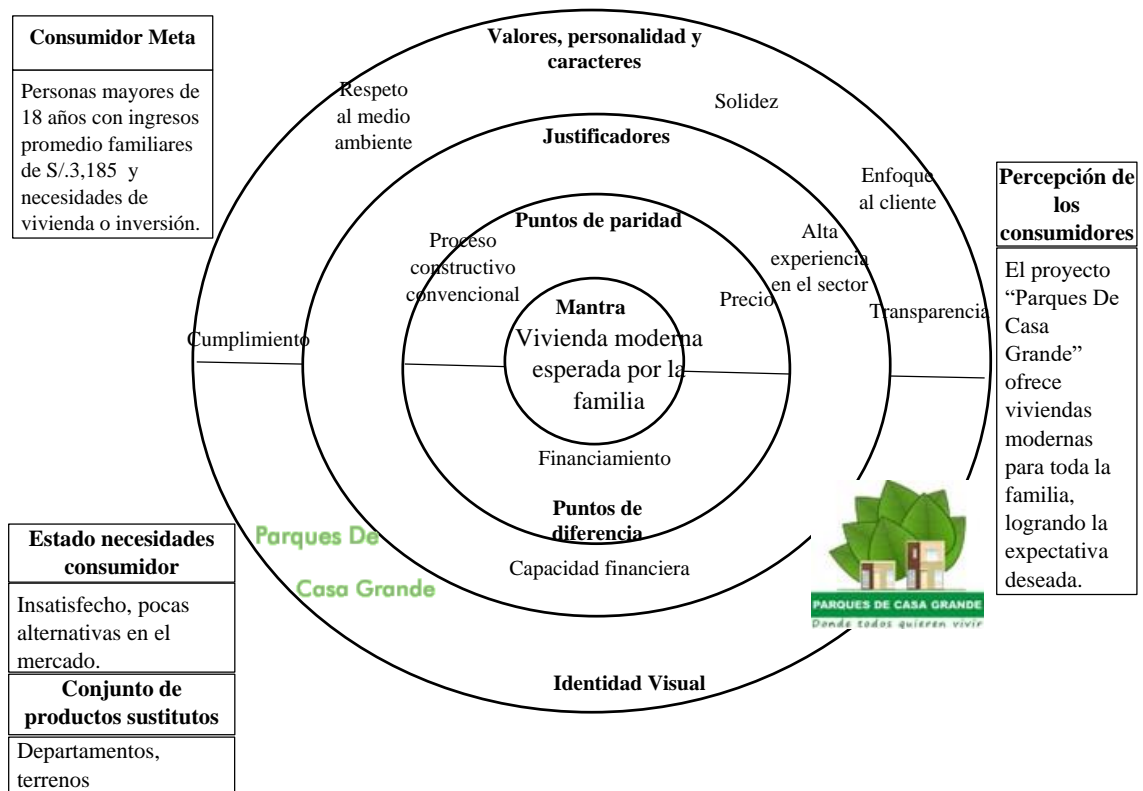 Consumidor Meta
Personas mayores de
18 años con ingresos
promedio familiares
de S/.3,185 y
necesidades de
vivienda o inversión.
Valores, personalidad y
caracteres
Respeto
al medio
ambiente
Solidez
Justificadores
Enfoque
al cliente
Puntos de paridad
Proceso
constructivo
convencional
Alta
experiencia
en el sector
Precio
Transparencia
Cumplimiento
Mantra
Vivienda moderna
esperada por la
familia
Financiamiento
Puntos de
diferencia
Capacidad financiera
Parques De
Casa Grande
PARQUES DE CASA GRANDE
Donde todos quieren vivir
Identidad Visual
Percepción de
los
consumidores
El proyecto
“Parques De
Casa
Grande”
ofrece
viviendas
modernas
para toda la
familia,
logrando la
expectativa
deseada.
Estado necesidades
consumidor
Insatisfecho, pocas
alternativas en el
mercado.
Conjunto de
productos sustitutos
Departamentos,
terrenos